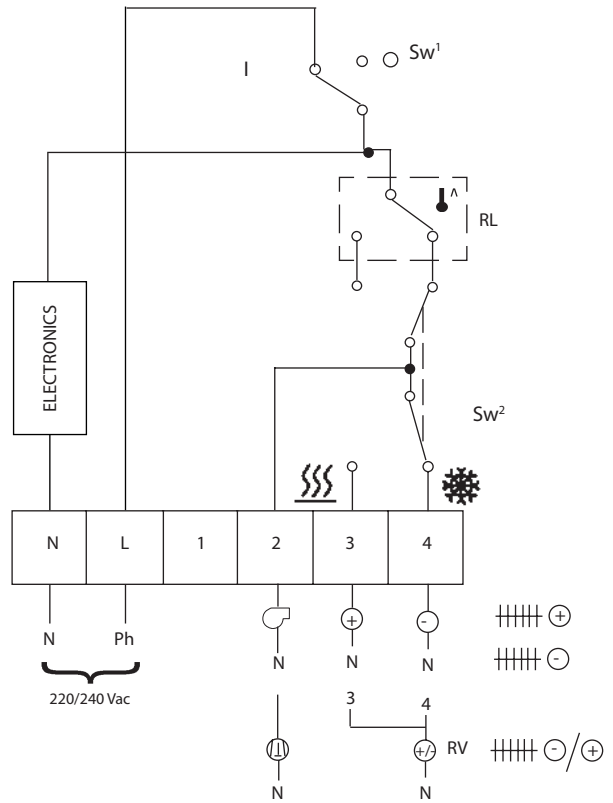 I
Sw¹
^
RL
ELECTRONICS
Sw²
N L 1 2 3 4
N Ph N + N - N
+
-
220/240 Vac
3 4
+/- RV - / +
N N